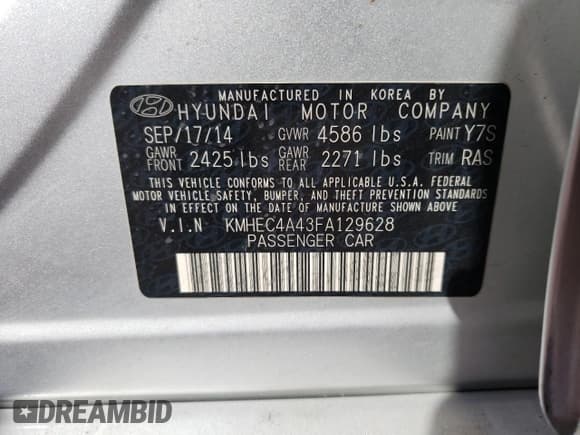 MANUFACTURED IN KOREA BY
HYUNDAI MOTOR COMPANY
SEP/17/14 GVWR 4586 lbs PAINT Y7S
GAWR FRONT 2425 lbs GAWR REAR 2271 lbs TRIM RAS
THIS VEHICLE CONFORMS TO ALL APPLICABLE U.S.A. FEDERAL
MOTOR VEHICLE SAFETY, BUMPER, AND THEFT PREVENTION STANDARDS
IN EFFECT ON THE DATE OF MANUFACTURE SHOWN ABOVE
V.I.N KMHEC4A43FA129628
PASSENGER CAR
DREAMBID